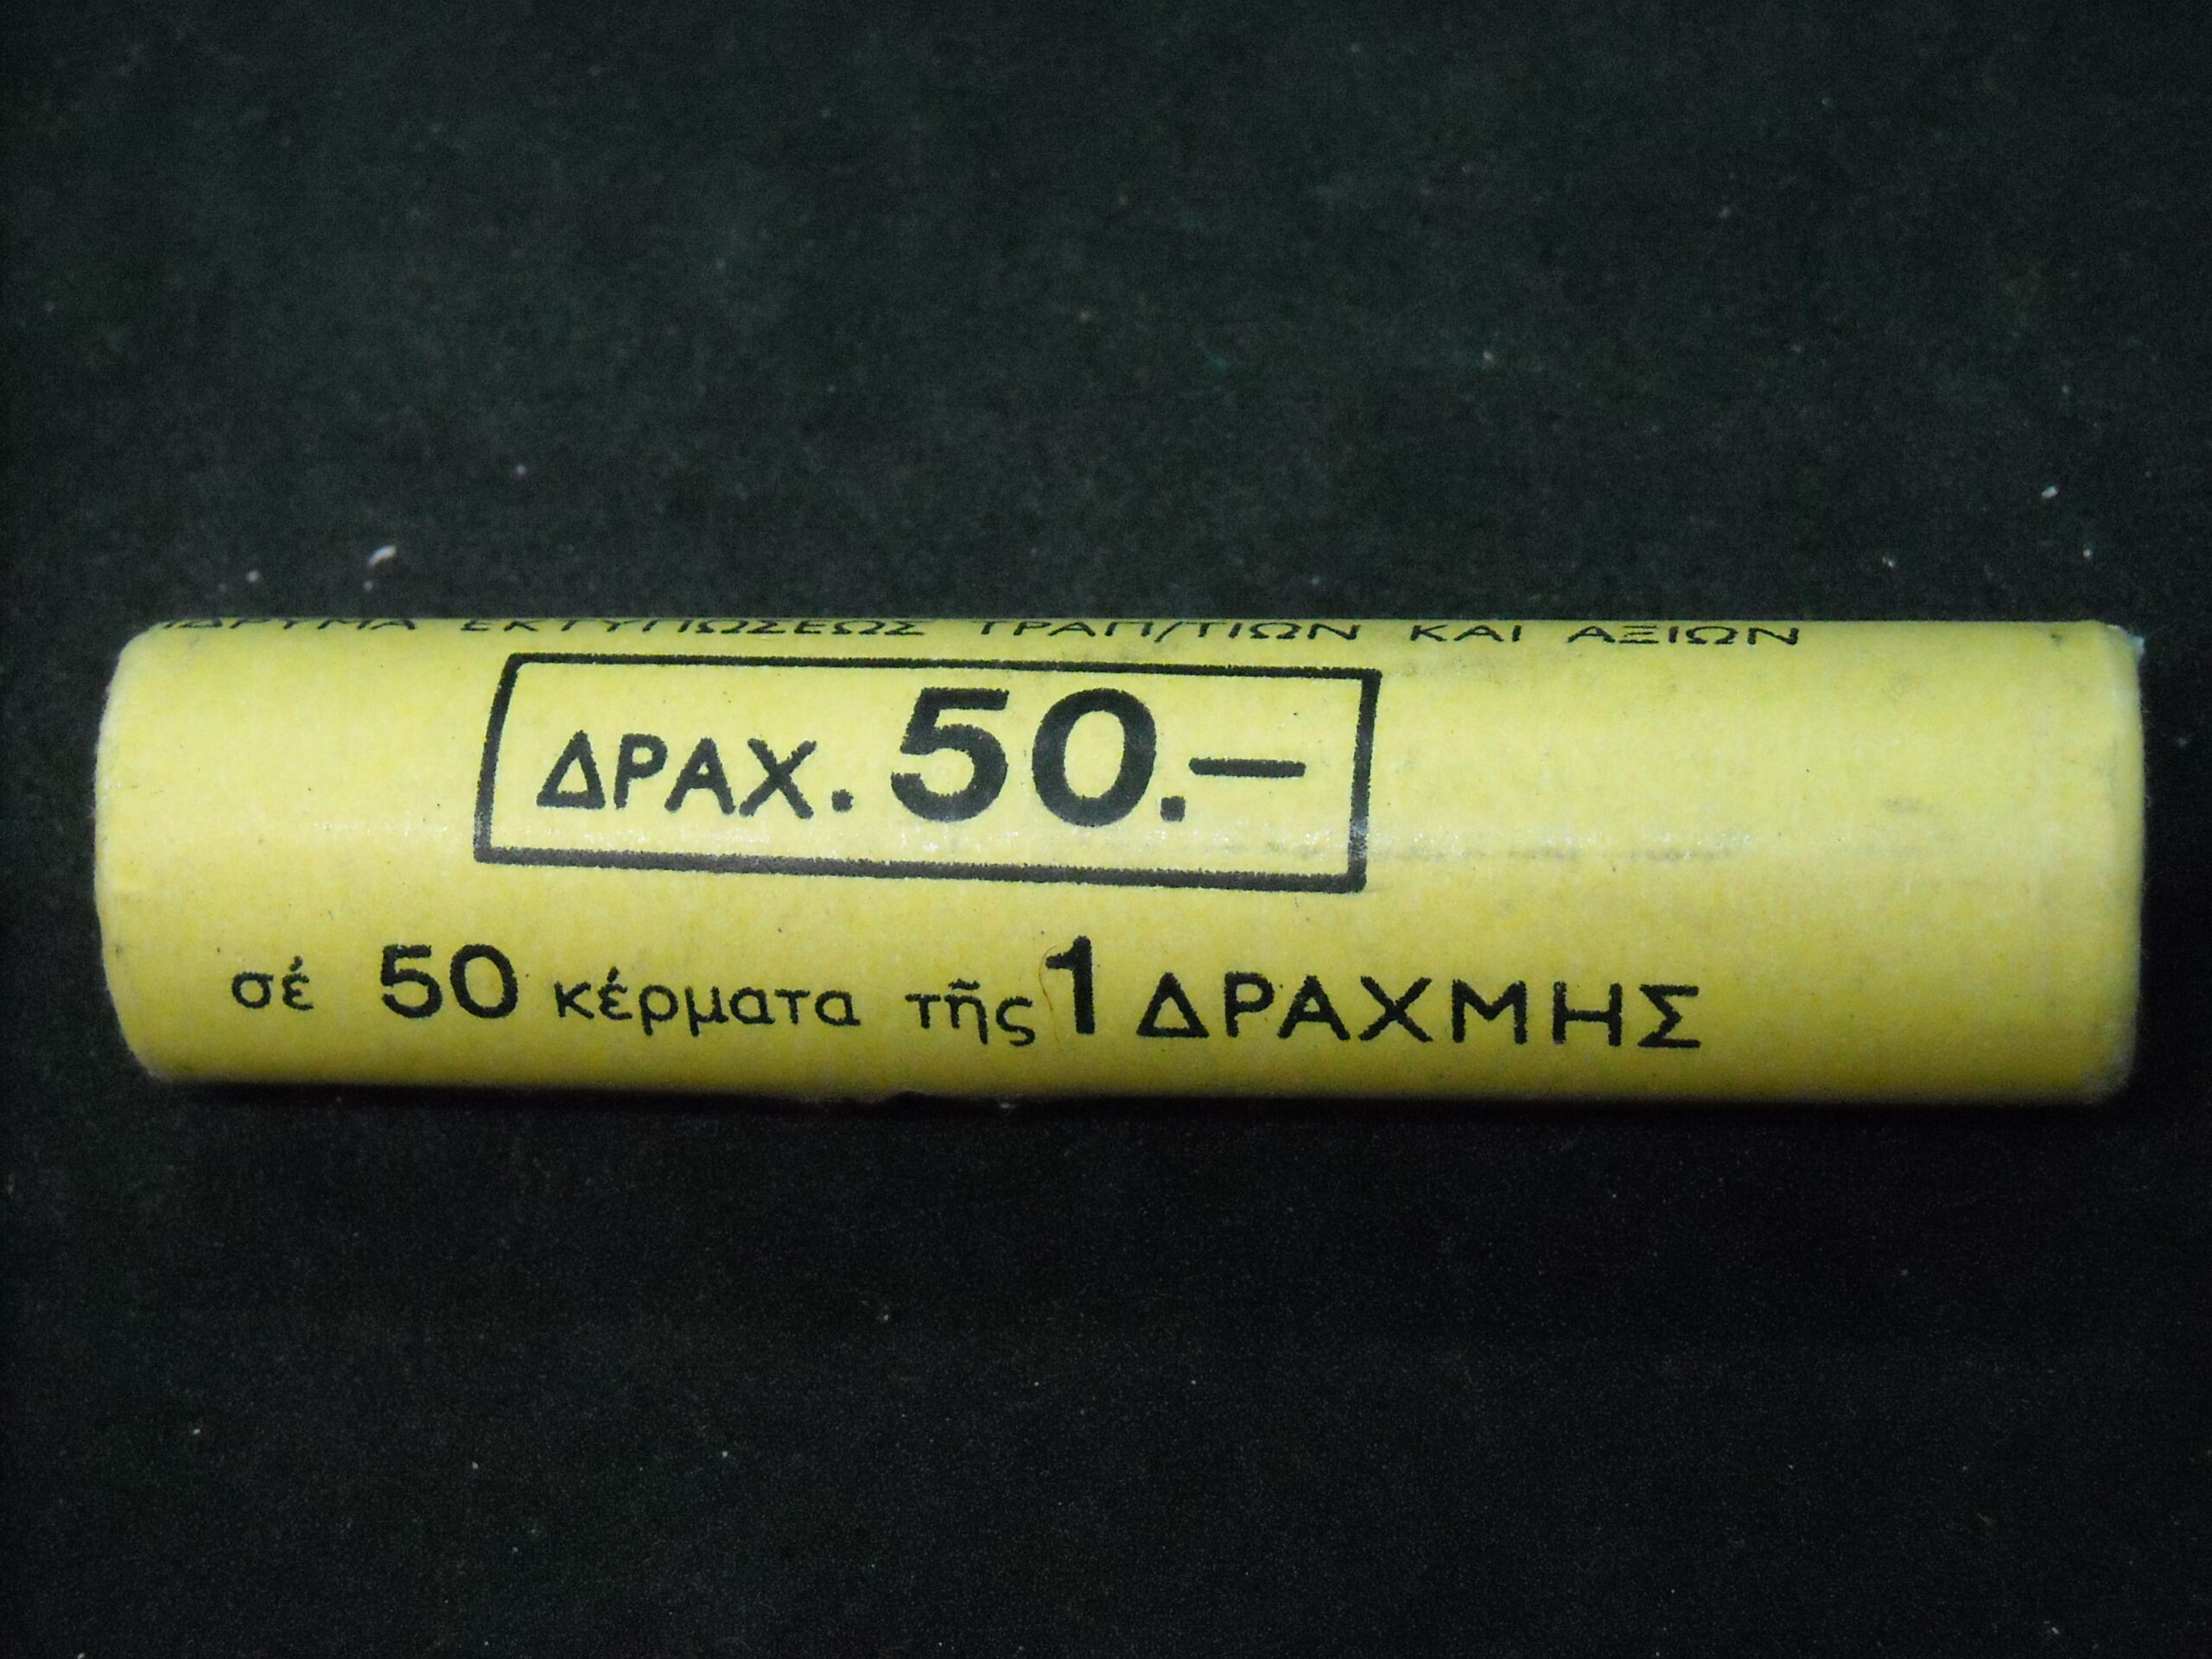 ΙΔΡΥΜΑ ΕΚΤΥΠΩΣΕΩΣ ΤΡΑΠ/ΤΙΩΝ ΚΑΙ ΑΞΙΩΝ
ΔΡΑΧ. 50.—
σέ 50 κέρματα τῆς 1 ΔΡΑΧΜΗΣ